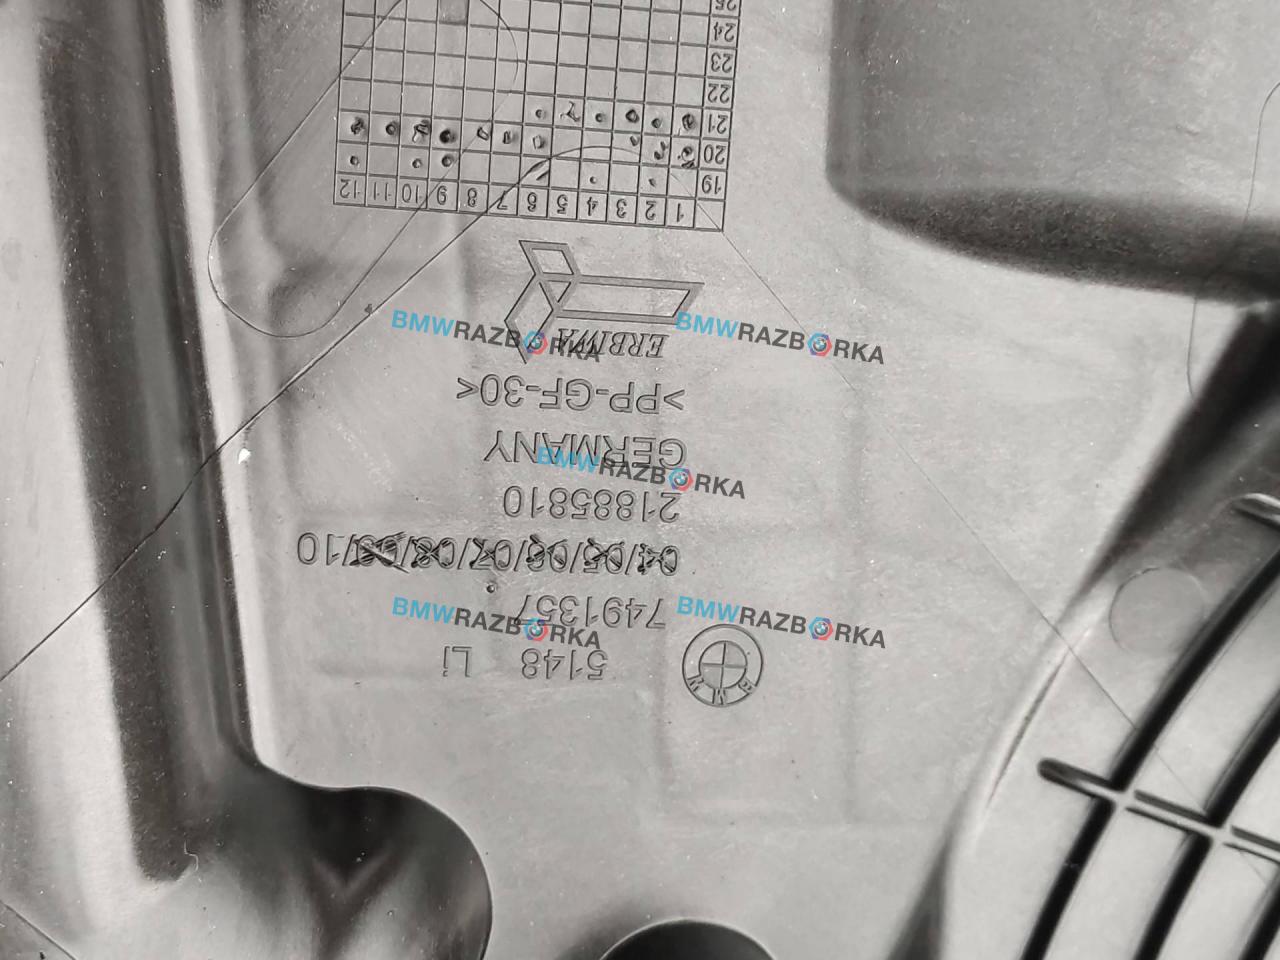 BMW
5148 Li
7491357
04/05/06/07/08/09/10
21885810
GERMANY
>PP-GF-30<
ERBIWA
1 2 3 4 5 6 7 8 9 10 11 12
19
20
21
22
23
24
25
BMWRAZBORKA
BMWRAZBORKA
BMWRAZBORKA
BMWRAZBORKA
BMWRAZBORKA